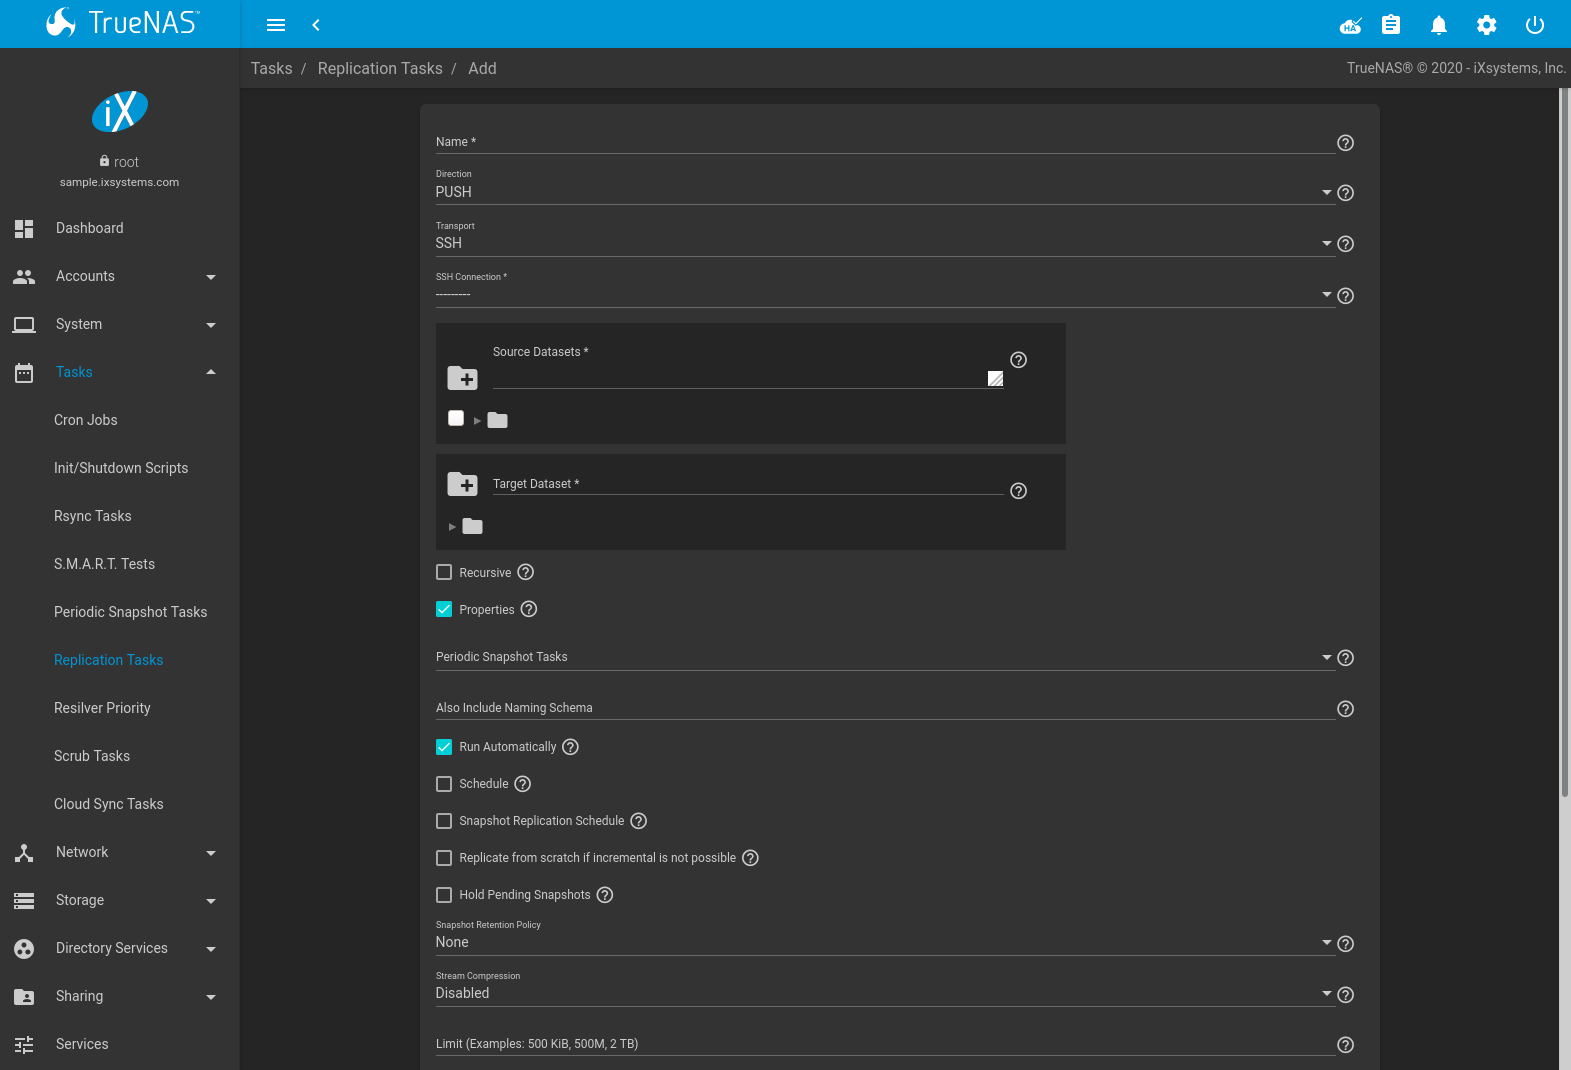 TrueNAS™
HA
Tasks / Replication Tasks / Add
TrueNAS® © 2020 - iXsystems, Inc.
iX
root
sample.ixsystems.com
Dashboard
Accounts
System
Tasks
Cron Jobs
Init/Shutdown Scripts
Rsync Tasks
S.M.A.R.T. Tests
Periodic Snapshot Tasks
Replication Tasks
Resilver Priority
Scrub Tasks
Cloud Sync Tasks
Network
Storage
Directory Services
Sharing
Services
Name *
Direction
PUSH
Transport
SSH
SSH Connection *
---------
Source Datasets *
Target Dataset *
Recursive
Properties
Periodic Snapshot Tasks
Also Include Naming Schema
Run Automatically
Schedule
Snapshot Replication Schedule
Replicate from scratch if incremental is not possible
Hold Pending Snapshots
Snapshot Retention Policy
None
Stream Compression
Disabled
Limit (Examples: 500 KiB, 500M, 2 TB)